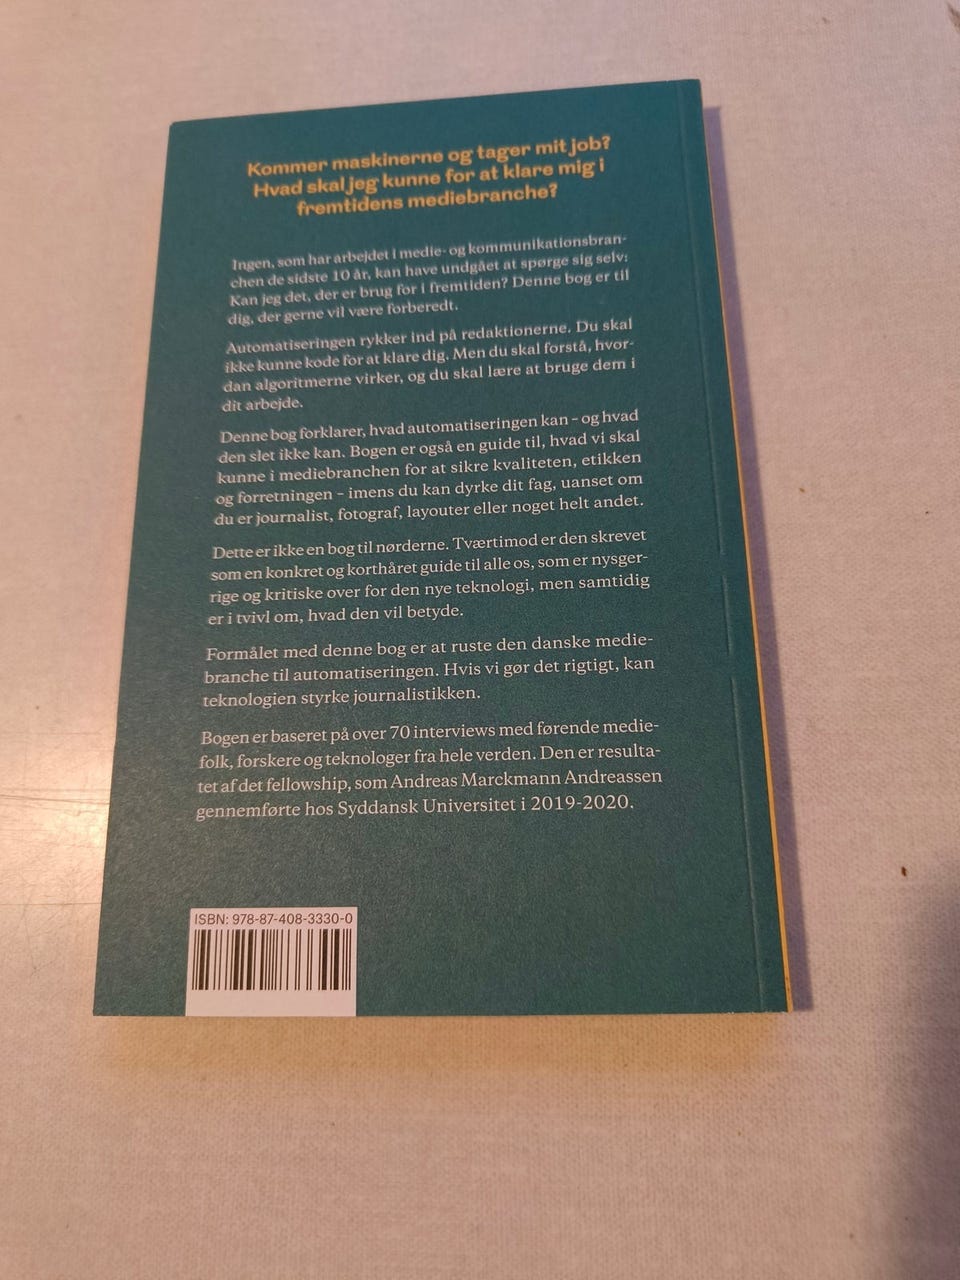 Kommer maskinerne og tager mit job?
Hvad skal jeg kunne for at klare mig i
fremtidens mediebranche?
Ingen, som har arbejdet i medie- og kommunikationsbran-
chen de sidste 10 år, kan have undgået at spørge sig selv:
Kan jeg det, der er brug for i fremtiden? Denne bog er til
dig, der gerne vil være forberedt.
Automatiseringen rykker ind på redaktionerne. Du skal
ikke kunne kode for at klare dig. Men du skal forstå, hvor-
dan algoritmerne virker, og du skal lære at bruge dem i
dit arbejde.
Denne bog forklarer, hvad automatiseringen kan – og hvad
den slet ikke kan. Bogen er også en guide til, hvad vi skal
kunne i mediebranchen for at sikre kvaliteten, etikken
og forretningen – imens du kan dyrke dit fag, uanset om
du er journalist, fotograf, layouter eller noget helt andet.
Dette er ikke en bog til nørderne. Tværtimod er den skrevet
som en konkret og korthåret guide til alle os, som er nysger-
rige og kritiske over for den nye teknologi, men samtidig
er i tvivl om, hvad den vil betyde.
Formålet med denne bog er at ruste den danske medie-
branche til automatiseringen. Hvis vi gør det rigtigt, kan
teknologien styrke journalistikken.
Bogen er baseret på over 70 interviews med førende medie-
folk, forskere og teknologer fra hele verden. Den er resulta-
tet af det fellowship, som Andreas Marckmann Andreassen
gennemførte hos Syddansk Universitet i 2019-2020.
ISBN: 978-87-408-3330-0